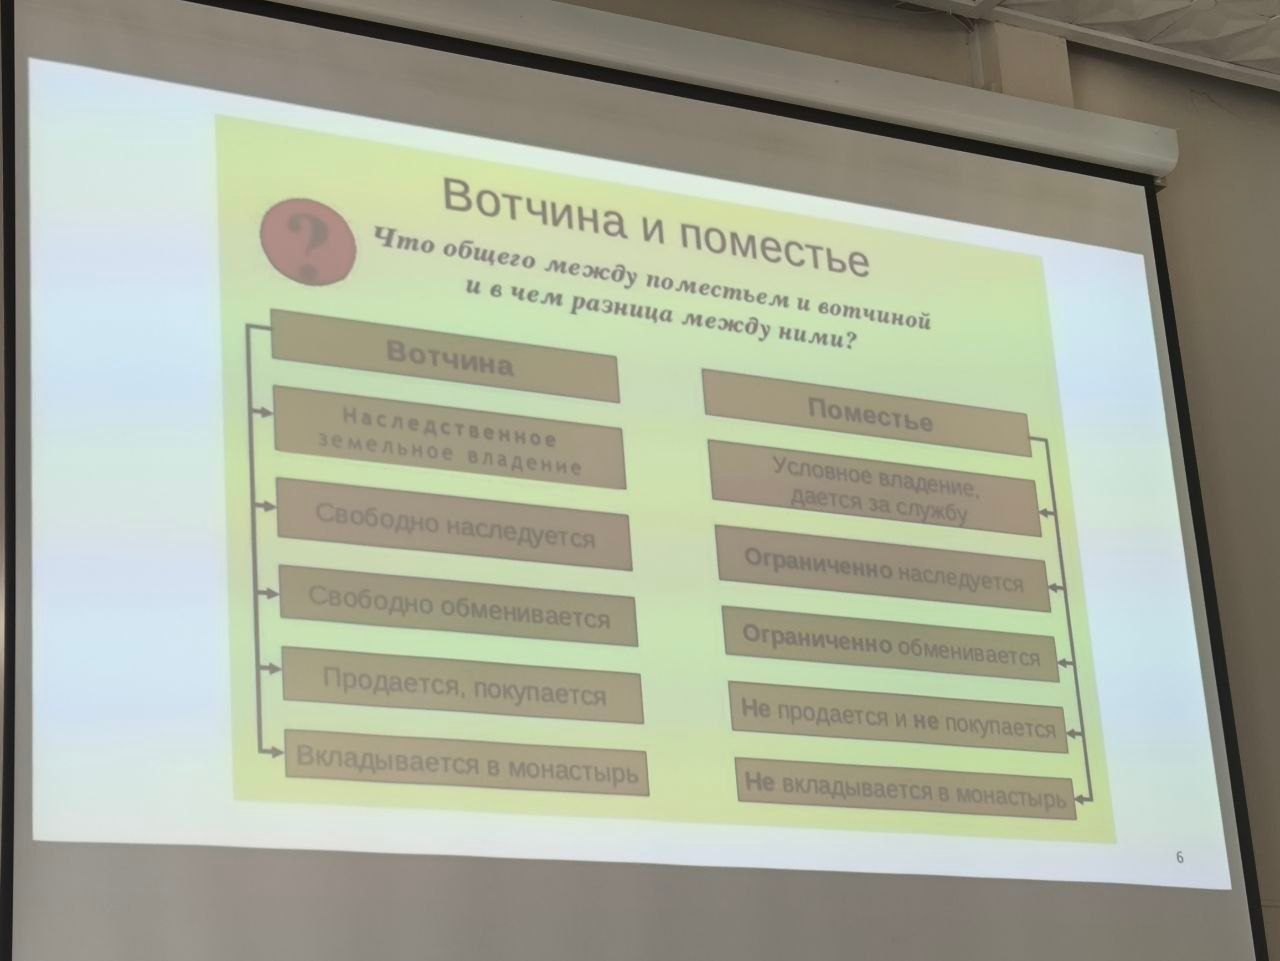 Вотчина и поместье
?
Что общего между поместьем и вотчиной
и в чем разница между ними?
Вотчина
Наследственное
земельное владение
Свободно наследуется
Свободно обменивается
Продается, покупается
Вкладывается в монастырь
Поместье
Условное владение,
дается за службу
Ограниченно наследуется
Ограниченно обменивается
Не продается и не покупается
Не вкладывается в монастырь
6